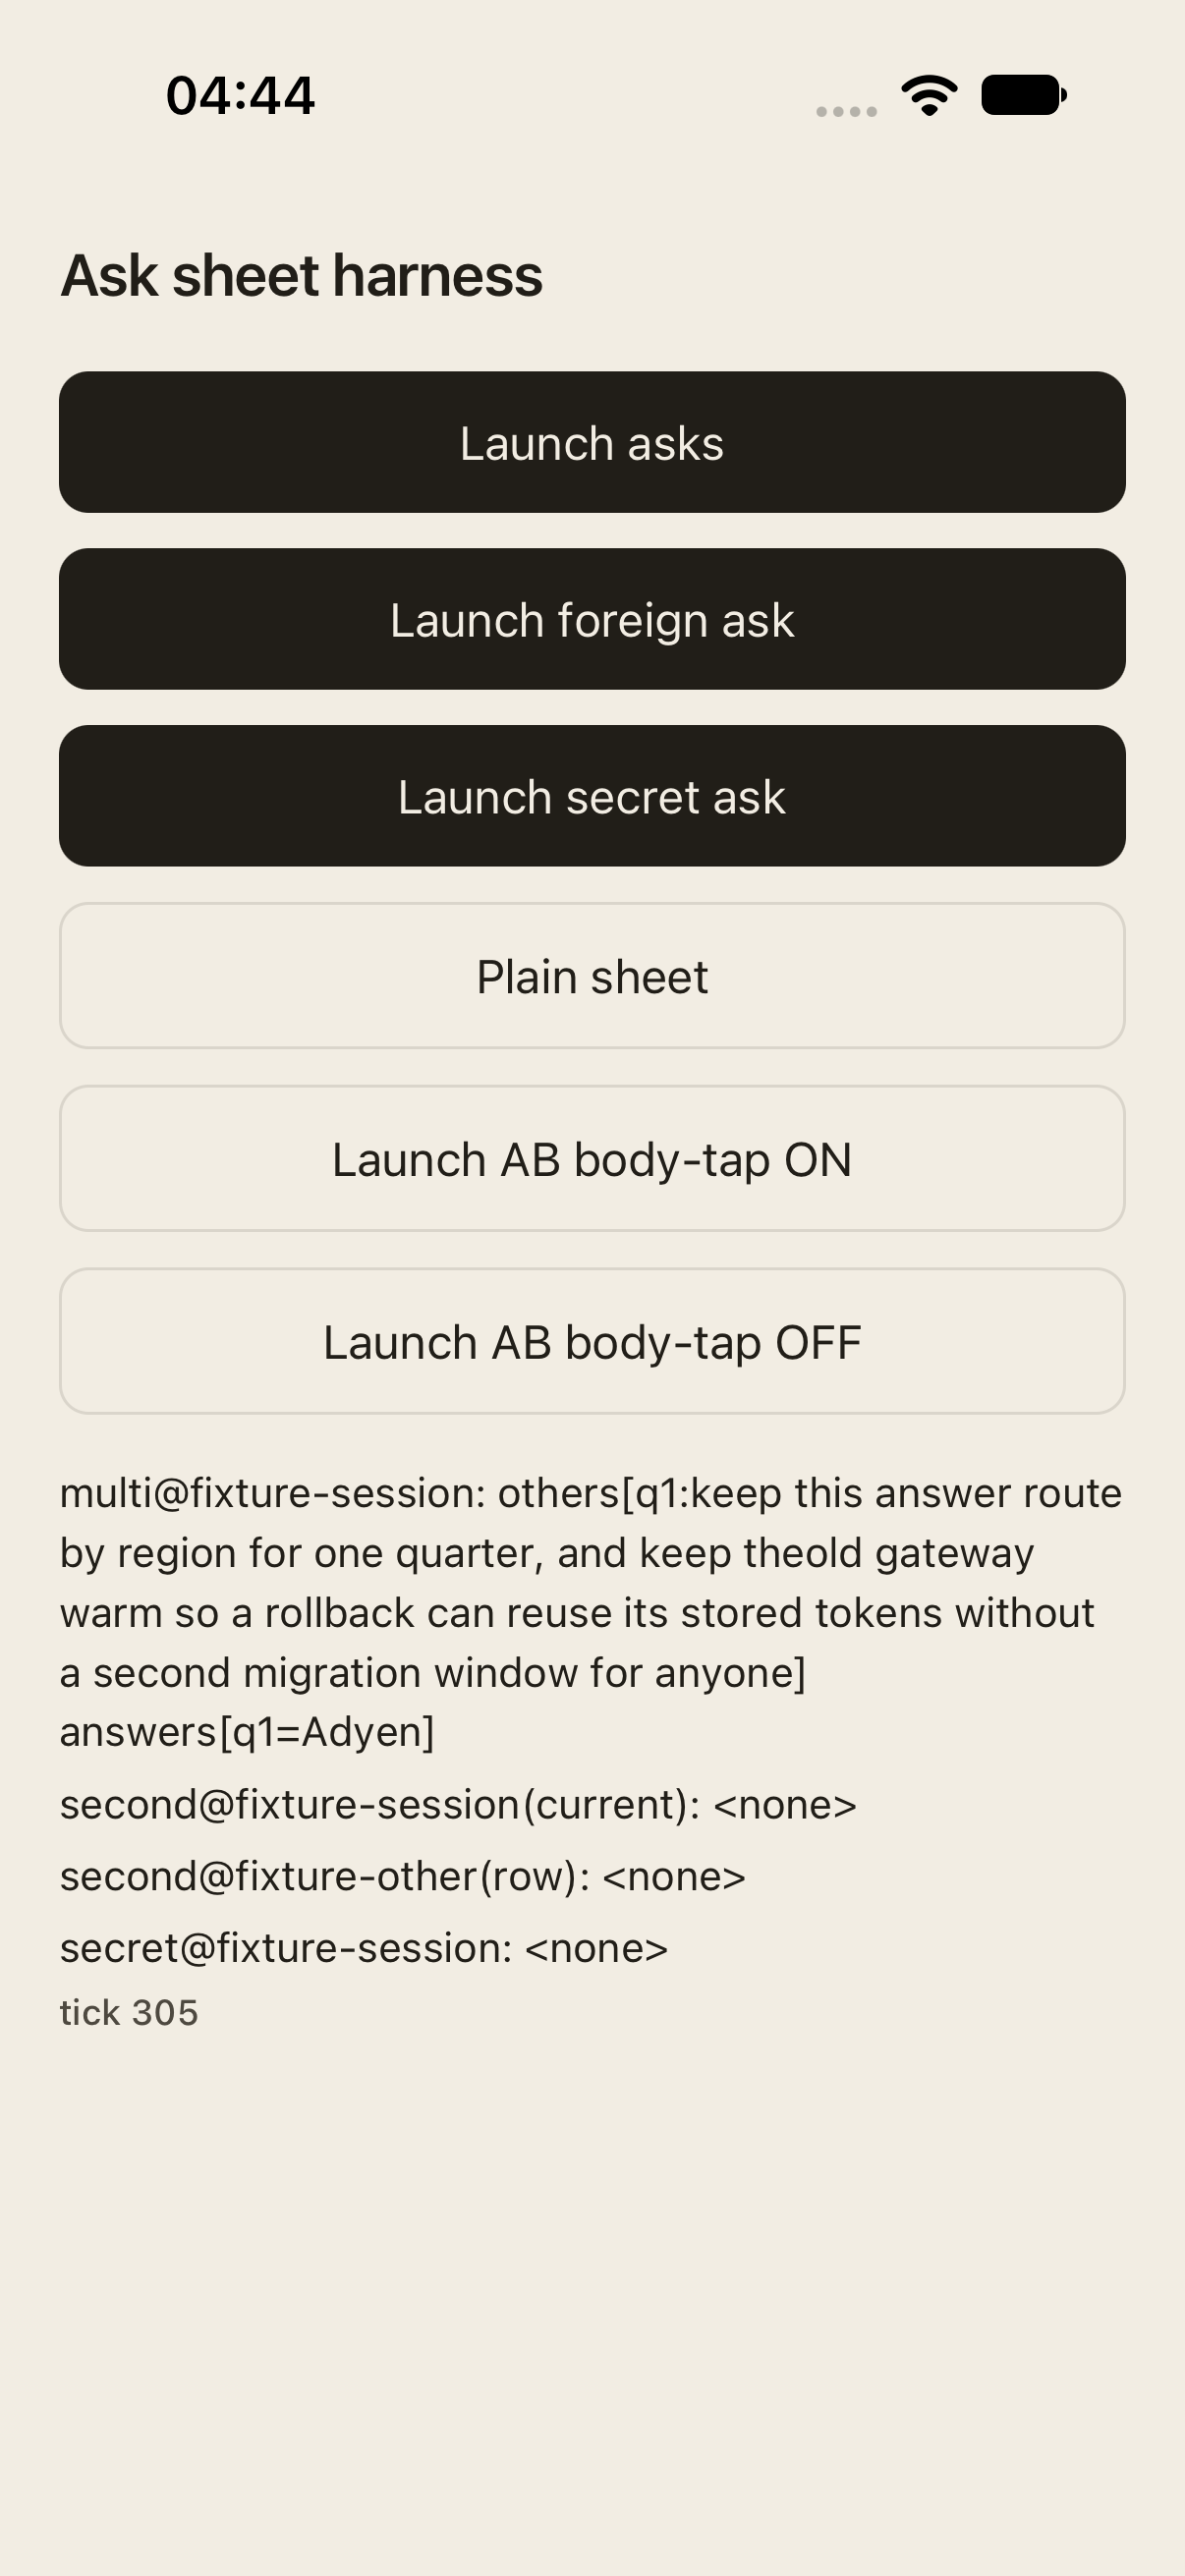 04:44
Ask sheet harness
Launch asks
Launch foreign ask
Launch secret ask
Plain sheet
Launch AB body-tap ON
Launch AB body-tap OFF
multi@fixture-session: others[q1:keep this answer route
by region for one quarter, and keep theold gateway
warm so a rollback can reuse its stored tokens without
a second migration window for anyone]
answers[q1=Adyen]
second@fixture-session(current): <none>
second@fixture-other(row): <none>
secret@fixture-session: <none>
tick 305